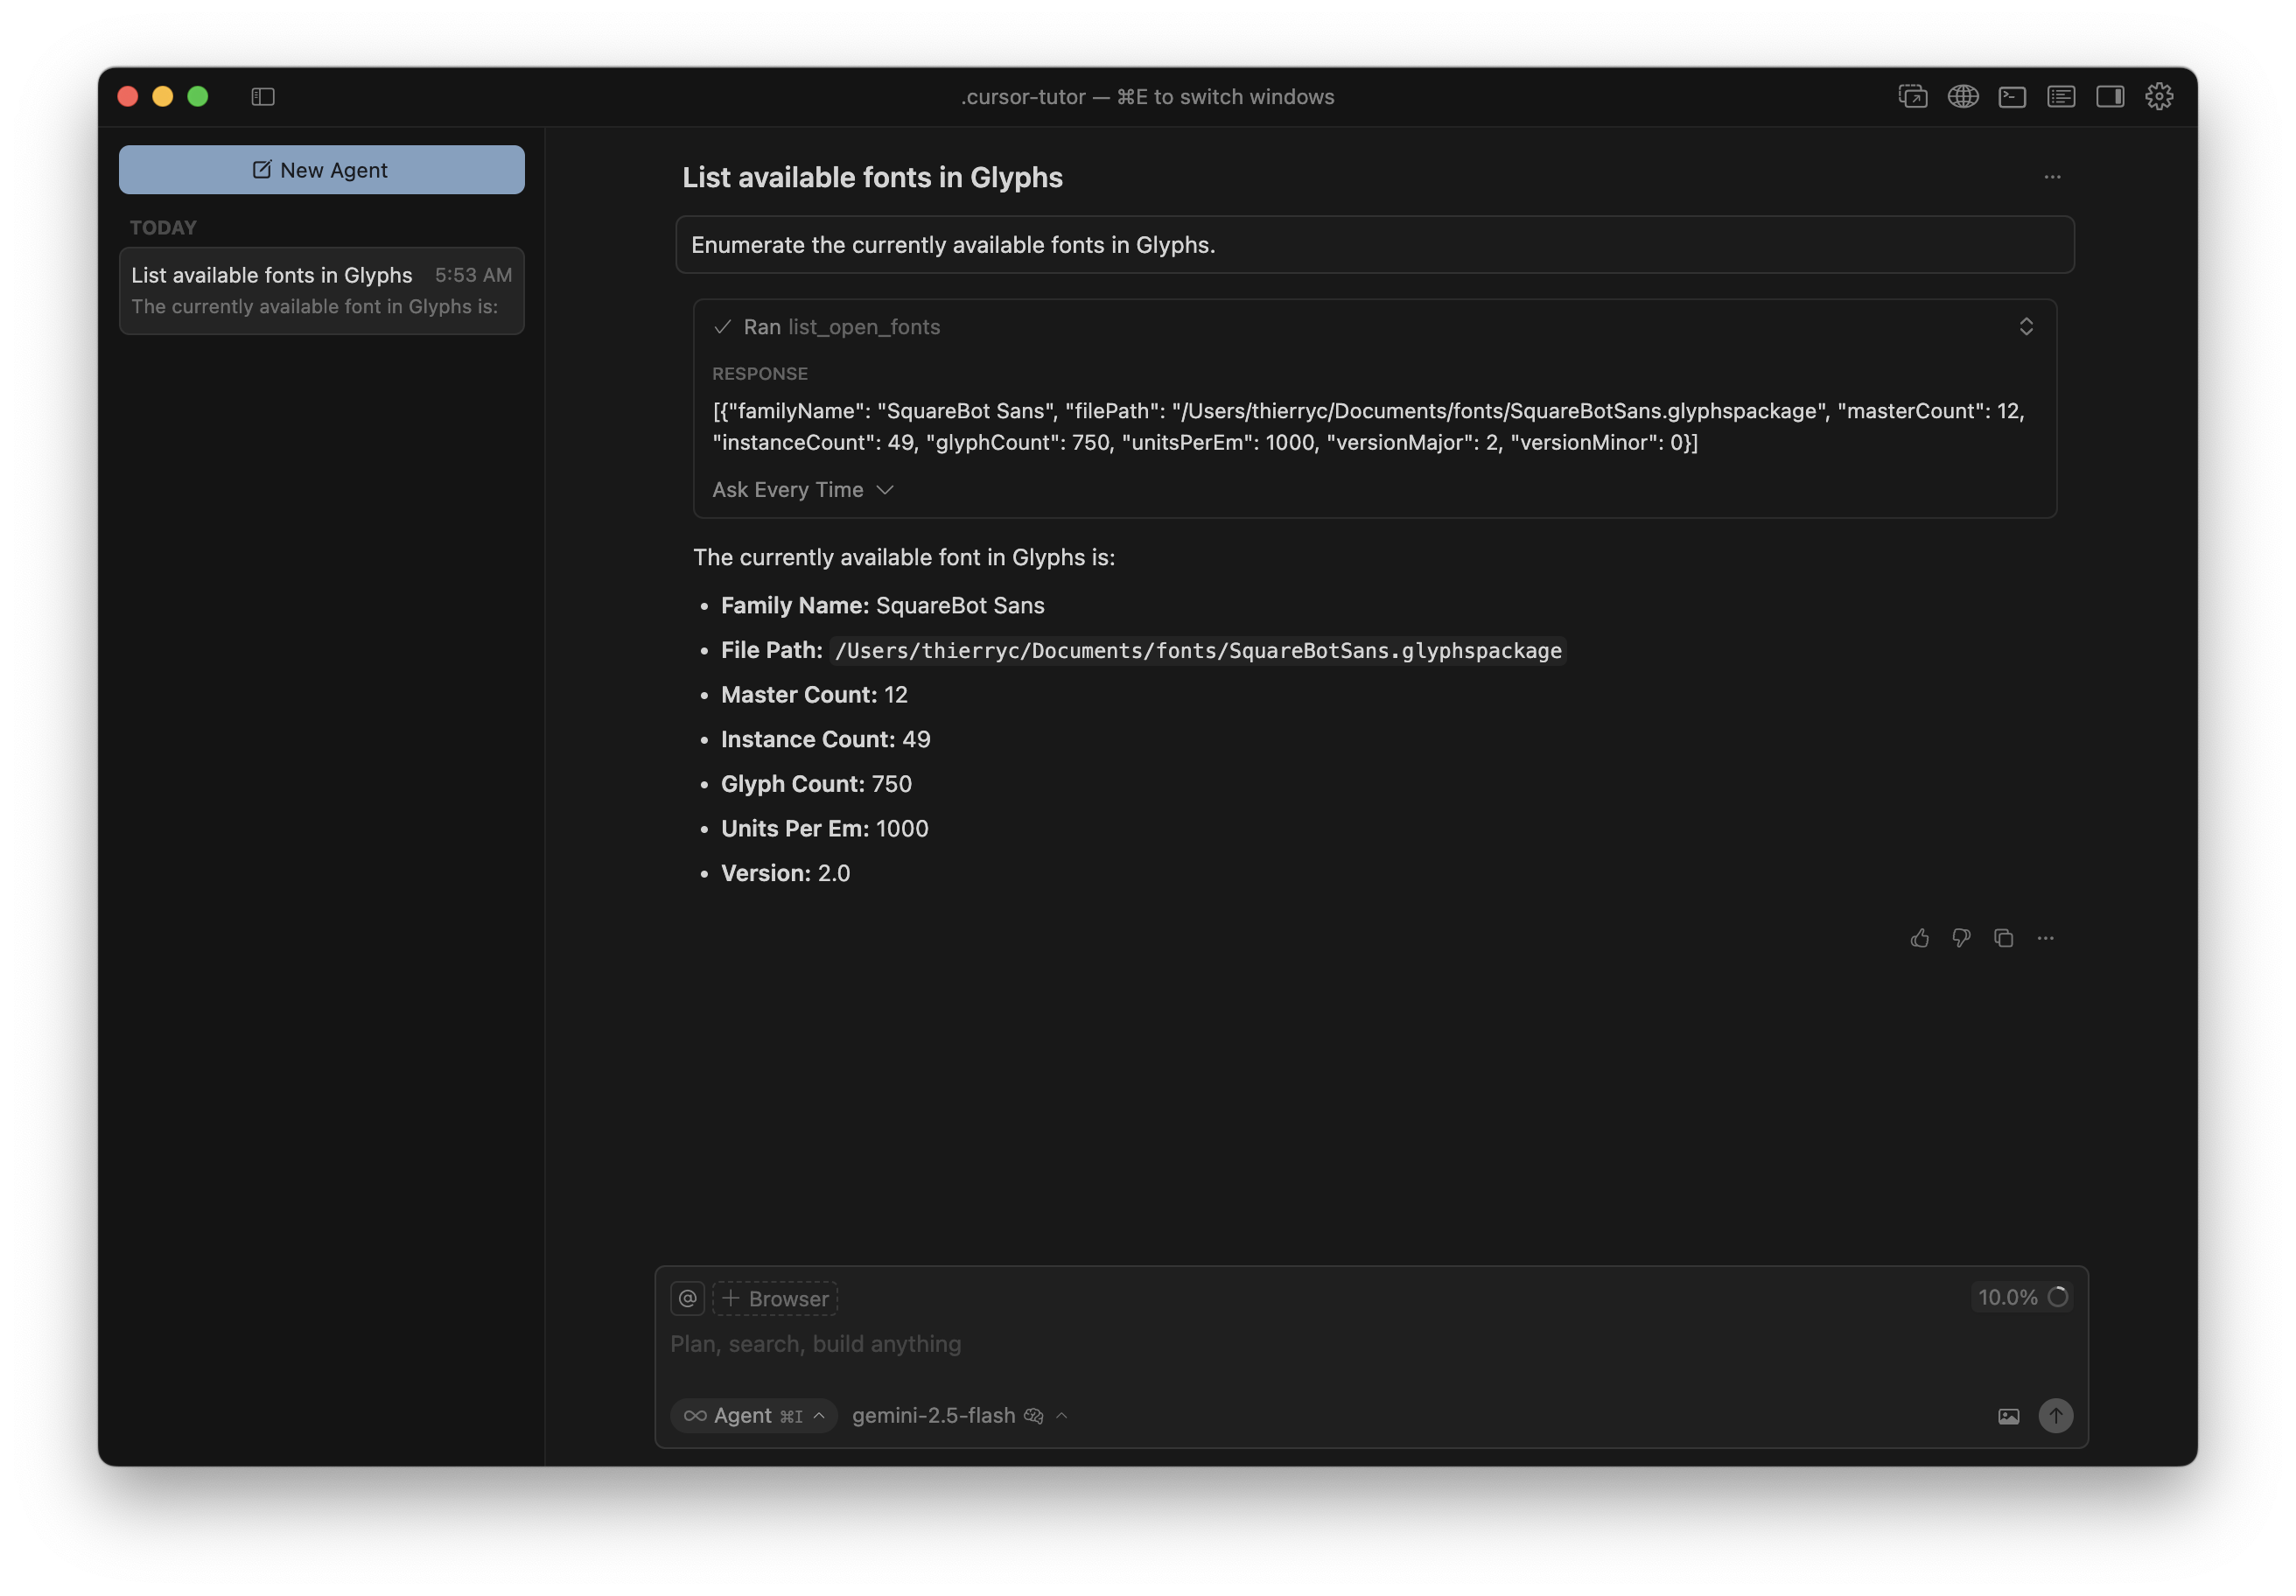 .cursor-tutor — ⌘E to switch windows
New Agent
TODAY
List available fonts in Glyphs 5:53 AM
The currently available font in Glyphs is:
List available fonts in Glyphs
Enumerate the currently available fonts in Glyphs.
Ran list_open_fonts
RESPONSE
[{"familyName": "SquareBot Sans", "filePath": "/Users/thierryc/Documents/fonts/SquareBotSans.glyphspackage", "masterCount": 12,
"instanceCount": 49, "glyphCount": 750, "unitsPerEm": 1000, "versionMajor": 2, "versionMinor": 0}]
Ask Every Time
The currently available font in Glyphs is:
• Family Name: SquareBot Sans
• File Path: /Users/thierryc/Documents/fonts/SquareBotSans.glyphspackage
• Master Count: 12
• Instance Count: 49
• Glyph Count: 750
• Units Per Em: 1000
• Version: 2.0
@ + Browser 10.0%
Plan, search, build anything
∞ Agent ⌘I gemini-2.5-flash